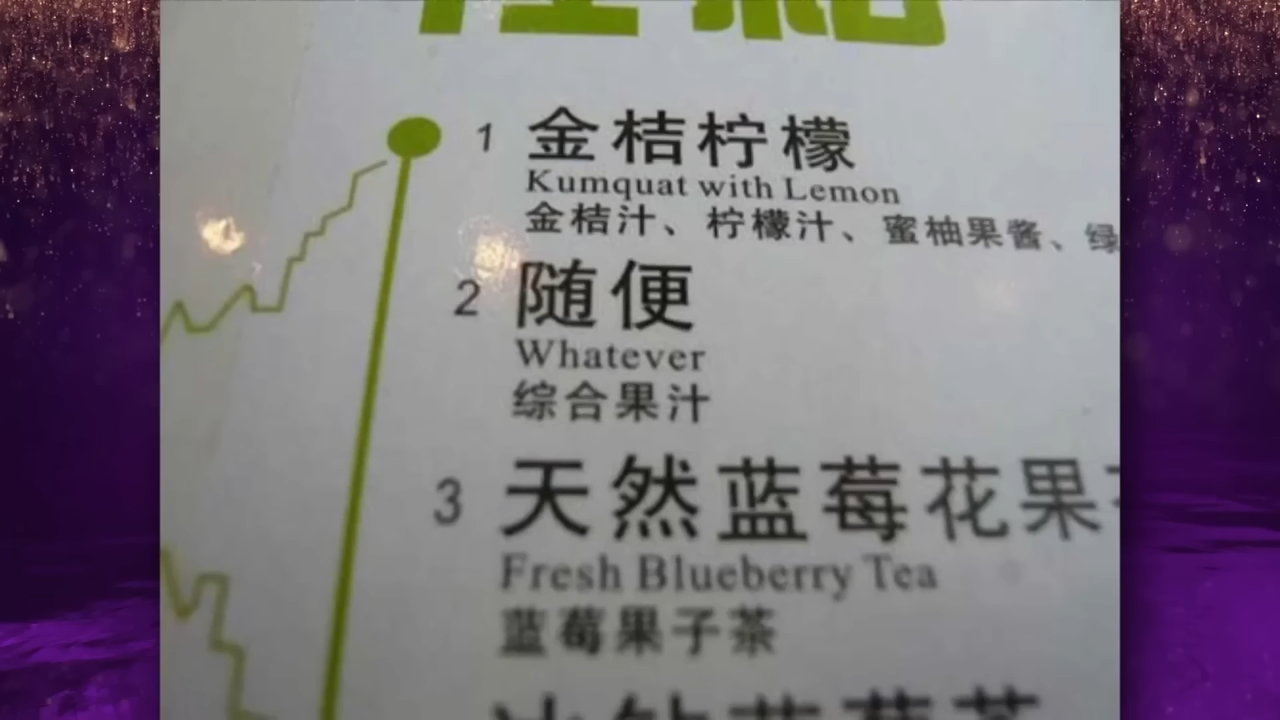 1 金桔柠檬
Kumquat with Lemon
金桔汁、柠檬汁、蜜柚果酱、绿
2 随便
Whatever
综合果汁
3 天然蓝莓花果
Fresh Blueberry Tea
蓝莓果子茶